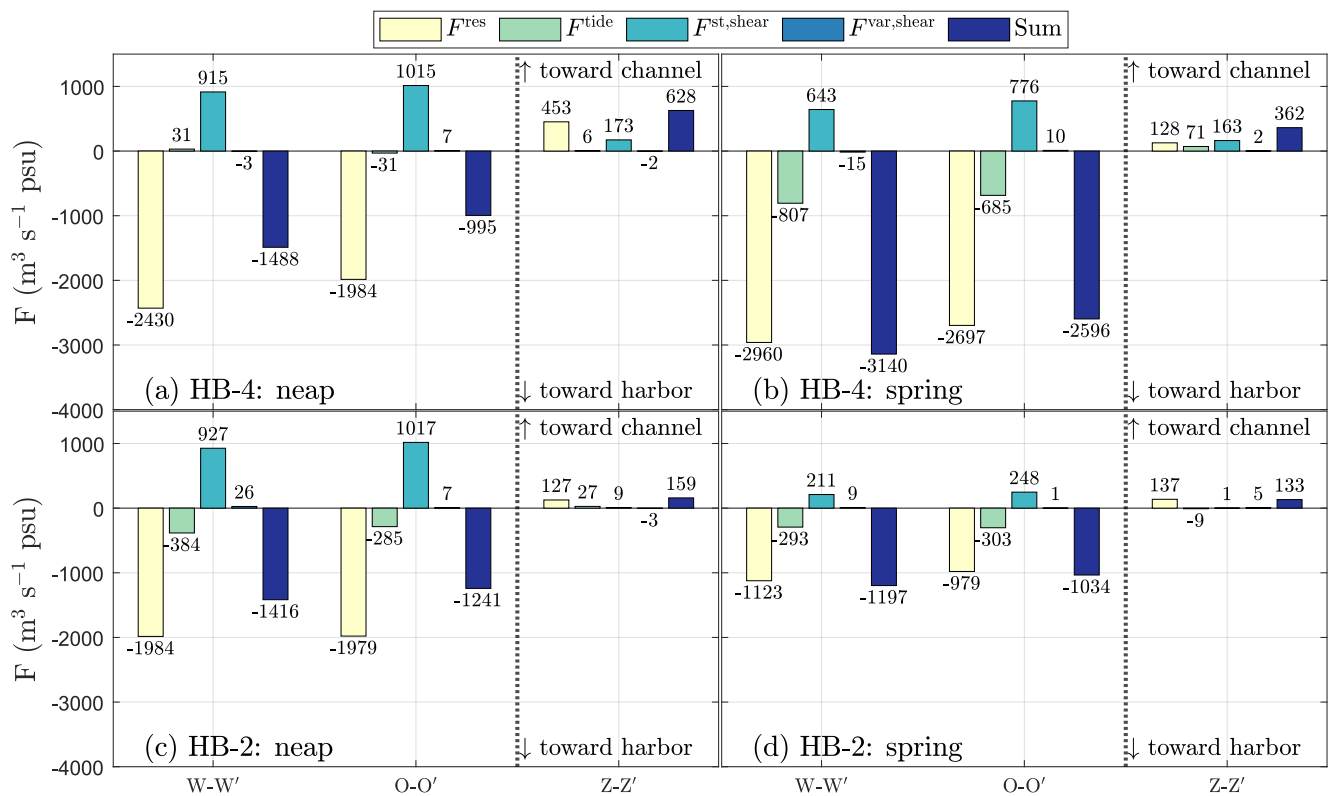 F^res F^tide F^st,shear F^var,shear Sum
F (m³ s⁻¹ psu)
1000
0
-1000
-2000
-3000
-4000
↑ toward channel
-2430 31 915 -3 -1488
-1984 -31 1015 7 -995
453 6 173 -2 628
(a) HB-4: neap
↓ toward harbor
↑ toward channel
-2960 -807 643 -15 -3140
-2697 -685 776 10 -2596
128 71 163 2 362
(b) HB-4: spring
↓ toward harbor
F (m³ s⁻¹ psu)
1000
0
-1000
-2000
-3000
-4000
↑ toward channel
-1984 -384 927 26 -1416
-1979 -285 1017 7 -1241
127 27 9 -3 159
(c) HB-2: neap
↓ toward harbor
W-W′ O-O′ Z-Z′
↑ toward channel
-1123 -293 211 9 -1197
-979 -303 248 1 -1034
137 -9 1 5 133
(d) HB-2: spring
↓ toward harbor
W-W′ O-O′ Z-Z′